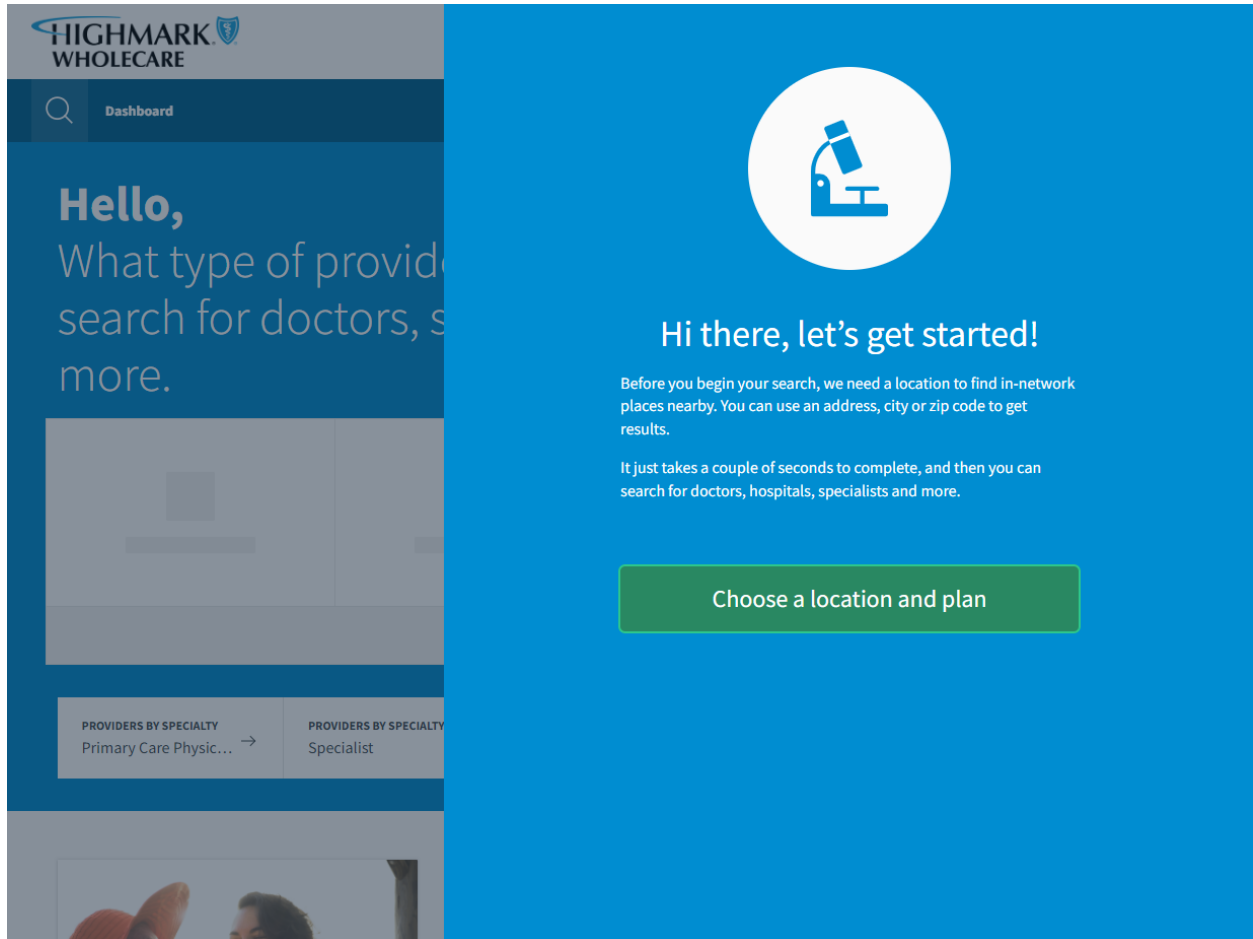 HIGHMARK
WHOLECARE
Dashboard
Hello,
What type of provid
search for doctors, s
more.
PROVIDERS BY SPECIALTY
Primary Care Physic...
PROVIDERS BY SPECIALTY
Specialist
Hi there, let’s get started!
Before you begin your search, we need a location to find in-network
places nearby. You can use an address, city or zip code to get
results.
It just takes a couple of seconds to complete, and then you can
search for doctors, hospitals, specialists and more.
Choose a location and plan